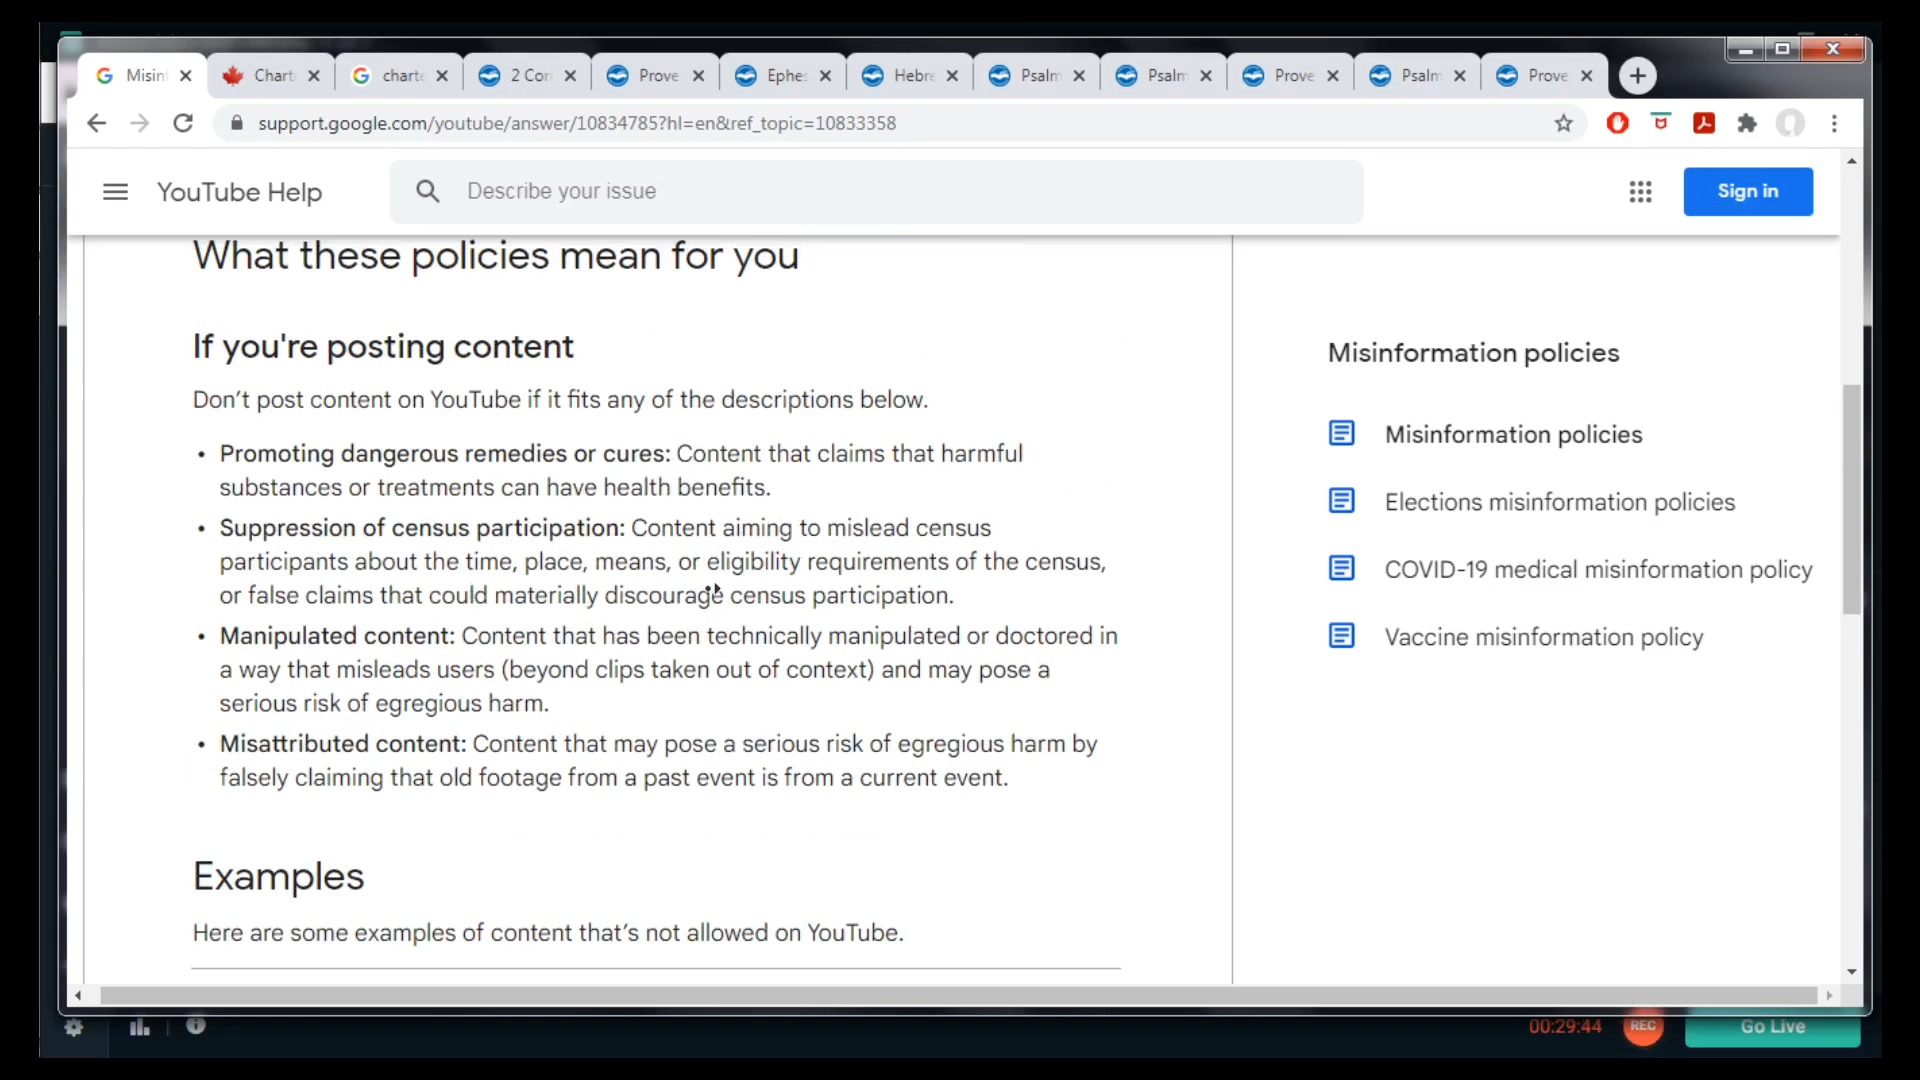 Misin
Chart
charte
2 Cor
Prove
Ephes
Hebre
Psalm
Psalm
Prove
Psalm
Prove
support.google.com/youtube/answer/10834785?hl=en&ref_topic=10833358
YouTube Help
Describe your issue
Sign in
What these policies mean for you
If you're posting content
Don’t post content on YouTube if it fits any of the descriptions below.
• Promoting dangerous remedies or cures: Content that claims that harmful
substances or treatments can have health benefits.
• Suppression of census participation: Content aiming to mislead census
participants about the time, place, means, or eligibility requirements of the census,
or false claims that could materially discourage census participation.
• Manipulated content: Content that has been technically manipulated or doctored in
a way that misleads users (beyond clips taken out of context) and may pose a
serious risk of egregious harm.
• Misattributed content: Content that may pose a serious risk of egregious harm by
falsely claiming that old footage from a past event is from a current event.
Examples
Here are some examples of content that’s not allowed on YouTube.
Misinformation policies
Misinformation policies
Elections misinformation policies
COVID-19 medical misinformation policy
Vaccine misinformation policy
00:29:44
REC
Go Live